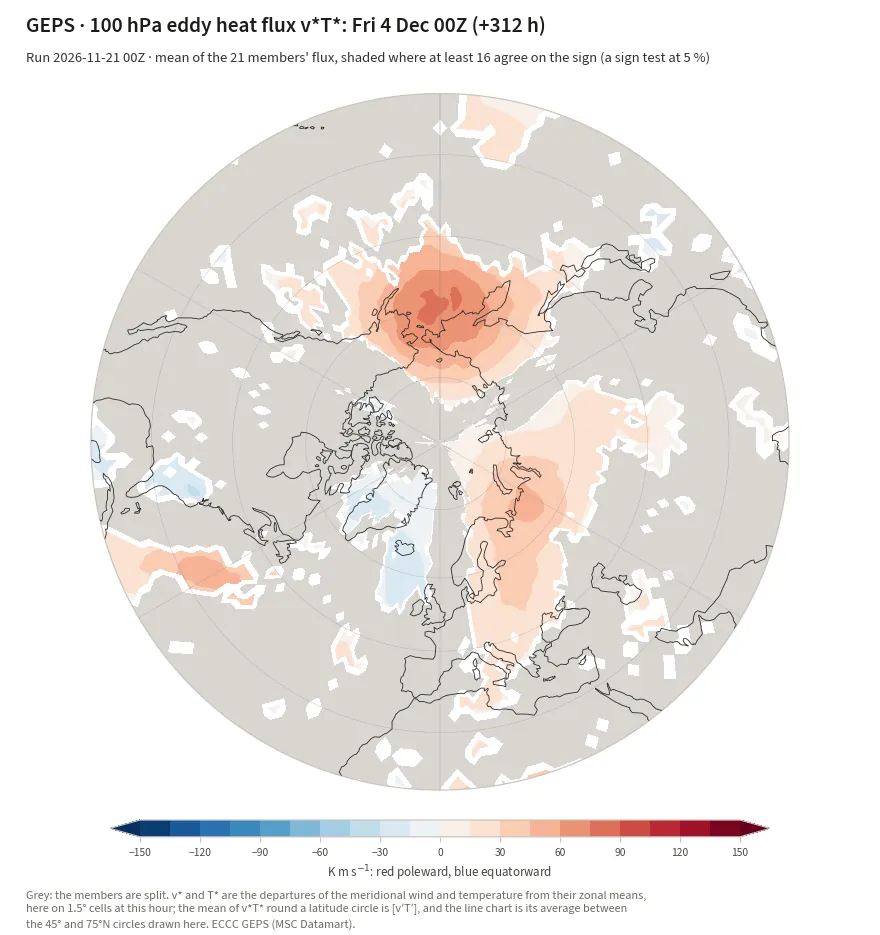 GEPS · 100 hPa eddy heat flux v*T*: Fri 4 Dec 00Z (+312 h)
Run 2026-11-21 00Z · mean of the 21 members' flux, shaded where at least 16 agree on the sign (a sign test at 5 %)
−150 −120 −90 −60 −30 0 30 60 90 120 150
K m s⁻¹: red poleward, blue equatorward
Grey: the members are split. v* and T* are the departures of the meridional wind and temperature from their zonal means,
here on 1.5° cells at this hour; the mean of v*T* round a latitude circle is [v'T'], and the line chart is its average between
the 45° and 75°N circles drawn here. ECCC GEPS (MSC Datamart).